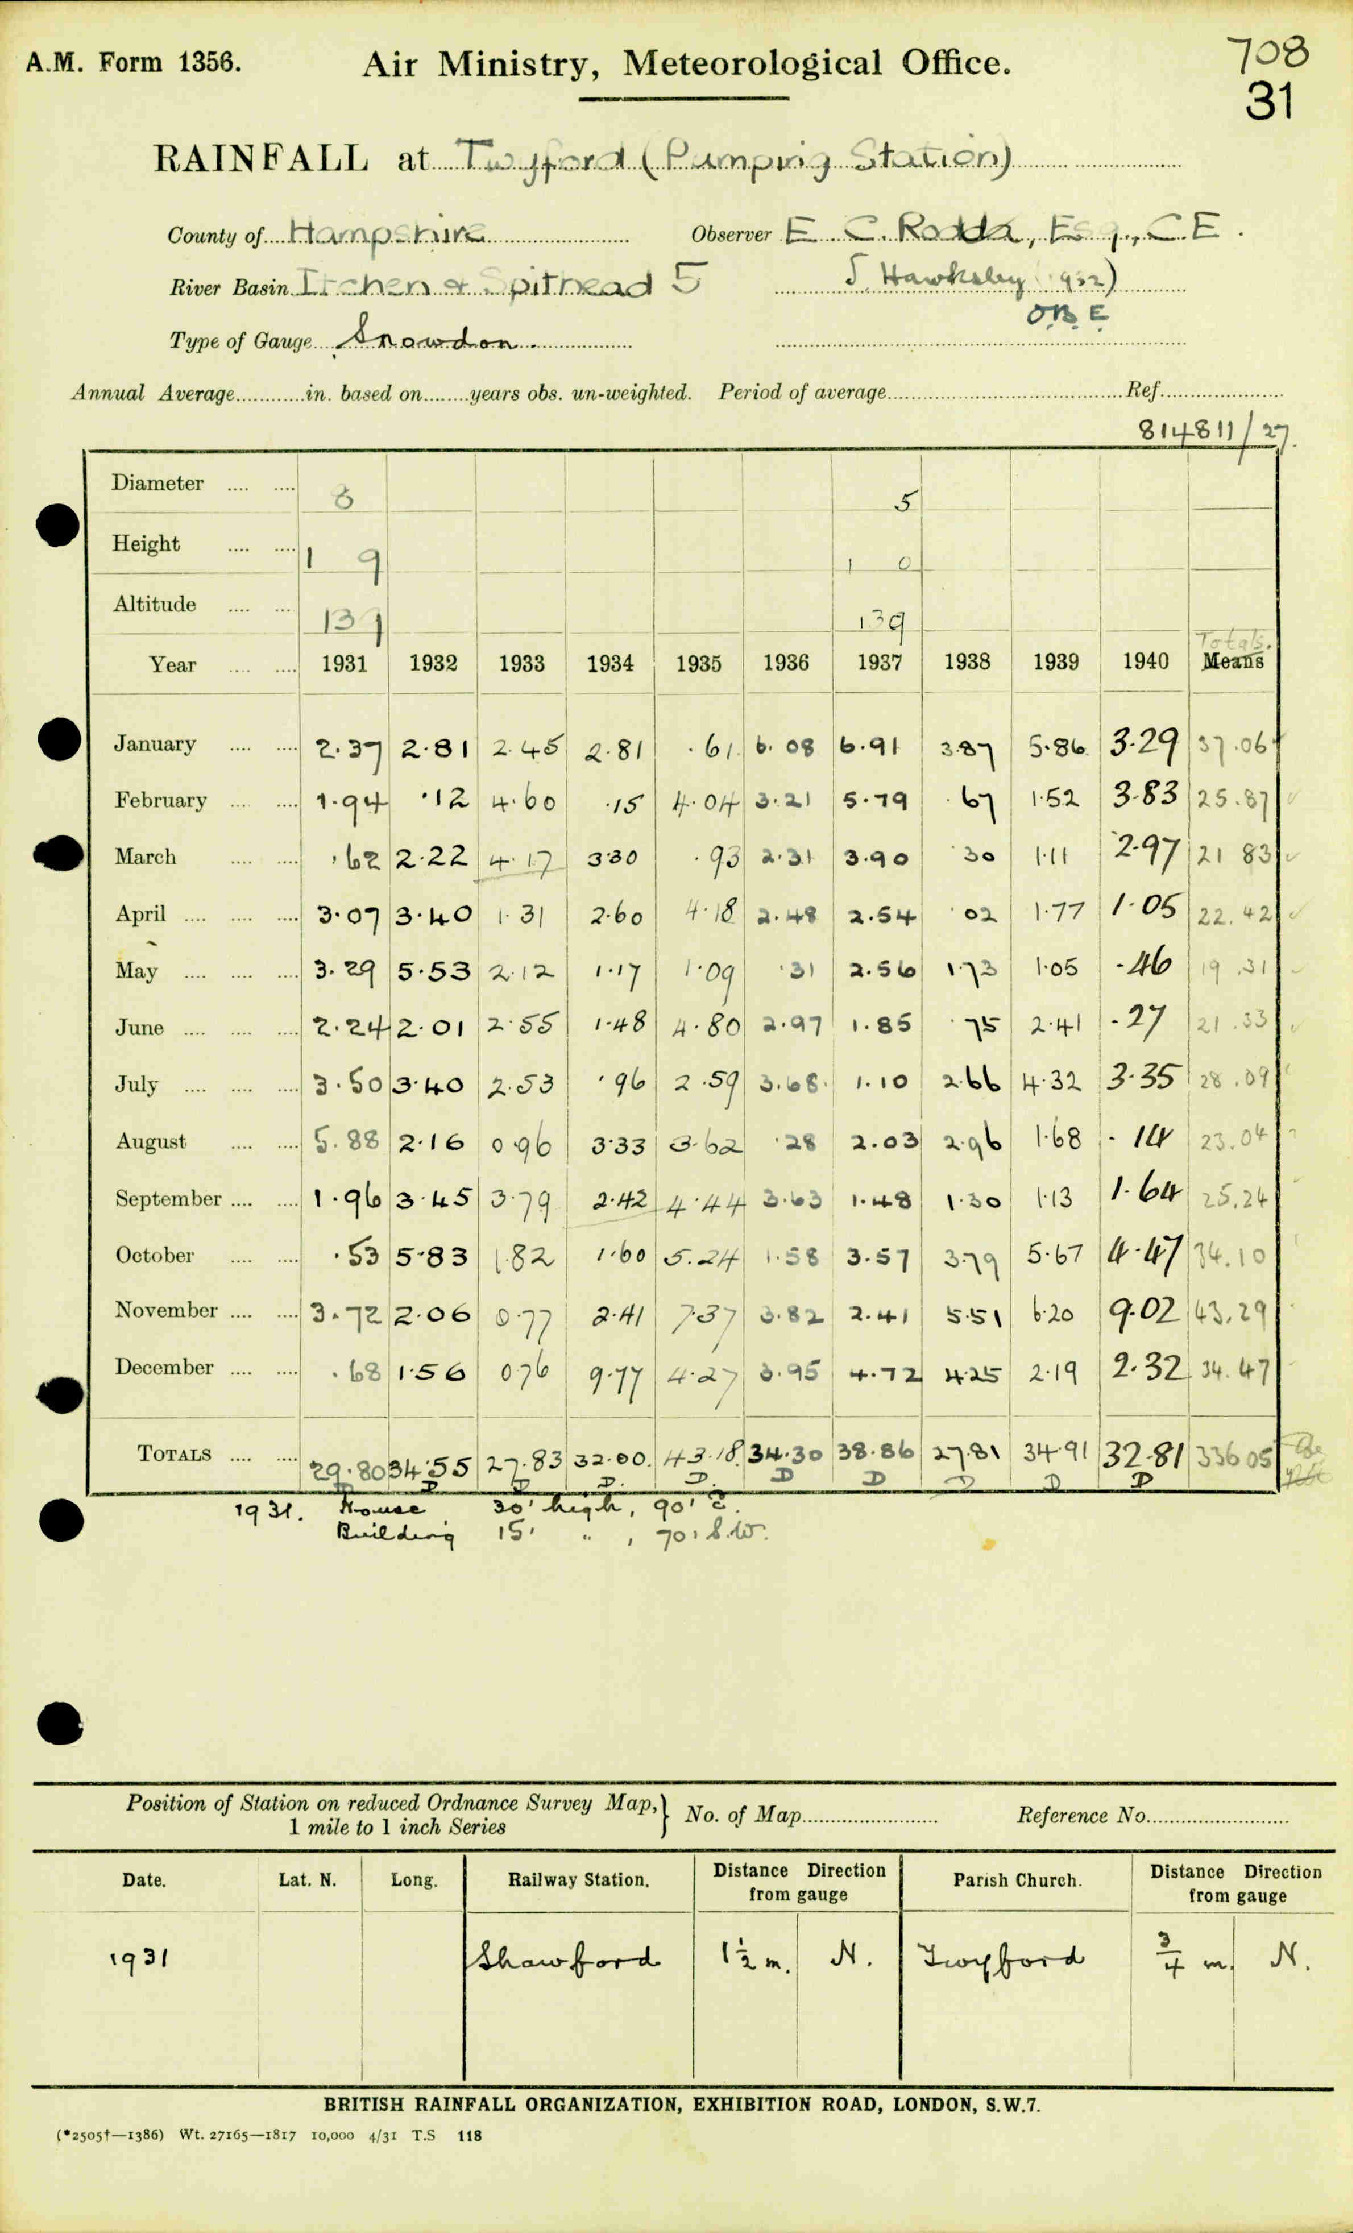 A.M. Form 1356. Air Ministry, Meteorological Office. 708
31
RAINFALL at Twyford (Pumping Station)
County of Hampshire Observer E. C. Rodda, Esq., C.E.
River Basin Itchen & Spithead 5 J. Hawksley (1932)
O.B.E
Type of Gauge Snowdon.
Annual Average............in. based on........years obs. un-weighted. Period of average........................................Ref.....................
814811/27.
Diameter .... .... 8 5
Height .... .... 1 9 1 0
Altitude .... .... 139 139
Totals.
Year .... .... 1931 1932 1933 1934 1935 1936 1937 1938 1939 1940 Means
January .... .... 2.37 2.81 2.45 2.81 .61 6.08 6.91 3.87 5.86 3.29 37.06
February .... .... 1.94 .12 4.60 .15 4.04 3.21 5.79 .67 1.52 3.83 25.87
March .... .... .62 2.22 4.17 3.30 .93 2.31 3.90 .30 1.11 2.97 21 83
April .... .... .... 3.07 3.40 1.31 2.60 4.18 2.48 2.54 .02 1.77 1.05 22.42
May .... .... .... 3.29 5.53 2.12 1.17 1.09 .31 2.56 1.73 1.05 .46 19.31
June .... .... .... 2.24 2.01 2.55 1.48 4.80 2.97 1.85 .75 2.41 .27 21.33
July .... .... .... 3.50 3.40 2.53 .96 2.59 3.68 1.10 2.66 4.32 3.35 28.09
August .... .... 5.88 2.16 0.96 3.33 3.62 .28 2.03 2.96 1.68 .14 23.04
September .... .... 1.96 3.45 3.79 2.42 4.44 3.63 1.48 1.30 1.13 1.64 25.24
October .... .... .53 5.83 1.82 1.60 5.24 1.58 3.57 3.79 5.67 4.47 34.10
November .... .... 3.72 2.06 0.77 2.41 7.37 3.82 2.41 5.51 6.20 9.02 43.29
December .... .... .68 1.56 0.76 9.77 4.27 3.95 4.72 4.25 2.19 2.32 34.47
TOTALS .... .... 29.80 34.55 27.83 32.00. 43.18. 34.30 38.86 27.81 34.91 32.81 336 05
D D D D D D D D D D
1931. House 30' high, 90' E.
Building 15' " , 70' S.W.
Position of Station on reduced Ordnance Survey Map, } No. of Map......................... Reference No..........................
1 mile to 1 inch Series
Date. Lat. N. Long. Railway Station. Distance Direction from gauge Parish Church. Distance Direction from gauge
1931 Shawford 1½ m. N. Twyford ¾ m. N.
BRITISH RAINFALL ORGANIZATION, EXHIBITION ROAD, LONDON, S.W.7.
(*2505†—1386) Wt. 27165—1817 10,000 4/31 T.S 118